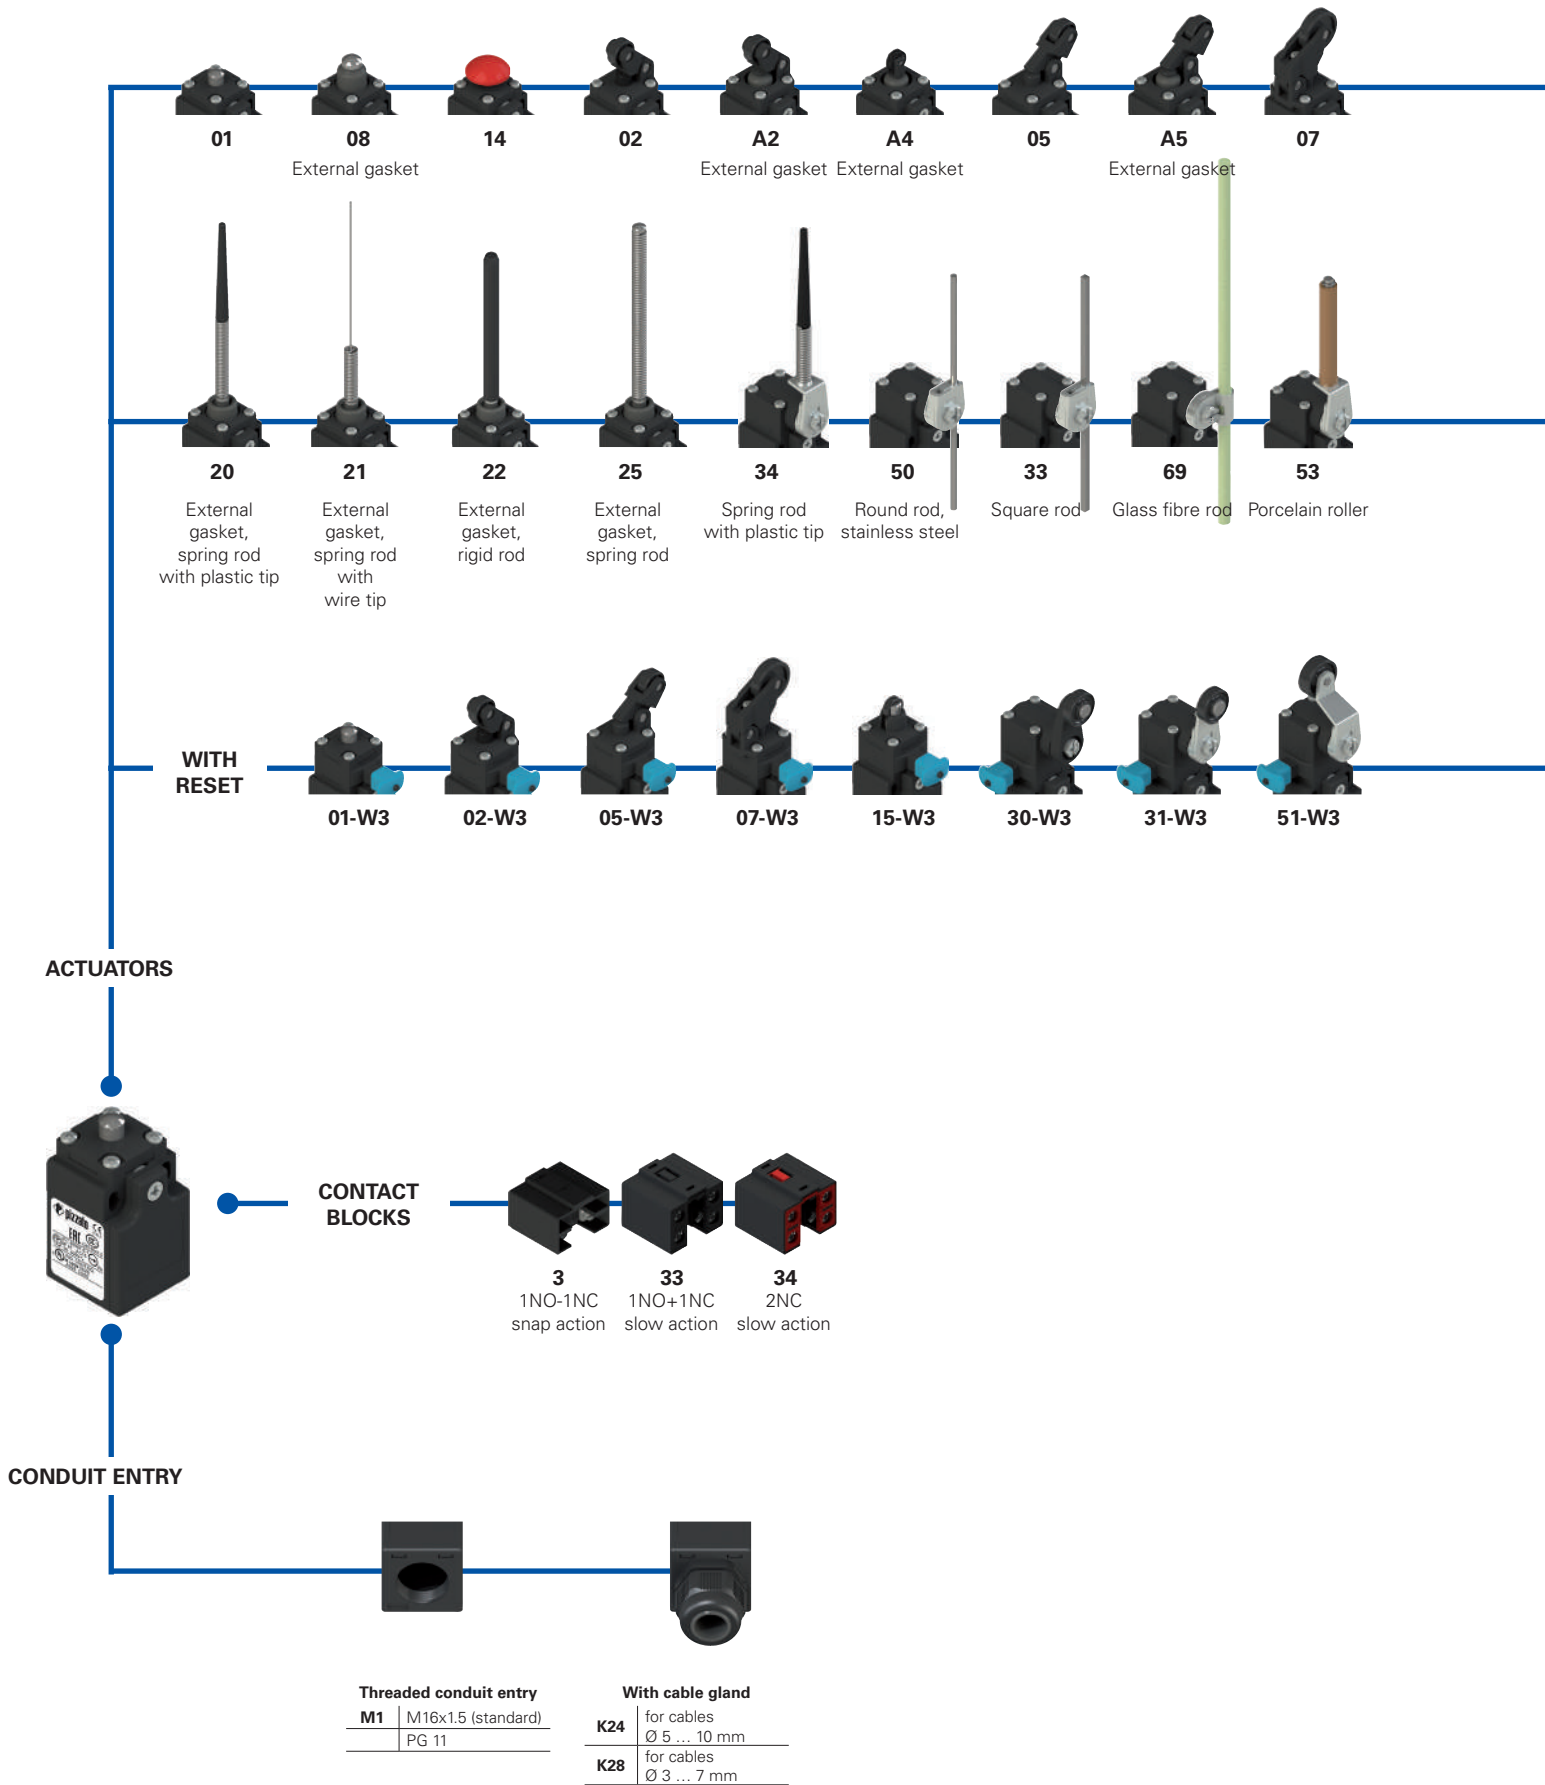 01 08 14 02 A2 A4 05 A5 07
External gasket External gasket External gasket External gasket
20 21 22 25 34 50 33 69 53
External gasket, spring rod with plastic tip
External gasket, spring rod with wire tip
External gasket, rigid rod
External gasket, spring rod
Spring rod with plastic tip
Round rod, stainless steel
Square rod
Glass fibre rod
Porcelain roller
WITH
RESET
01-W3 02-W3 05-W3 07-W3 15-W3 30-W3 31-W3 51-W3
ACTUATORS
pizzato
EAC
CONTACT
BLOCKS
3
1NO-1NC
snap action
33
1NO+1NC
slow action
34
2NC
slow action
CONDUIT ENTRY
Threaded conduit entry
M1 M16x1.5 (standard)
PG 11
With cable gland
K24 for cables
Ø 5 … 10 mm
K28 for cables
Ø 3 … 7 mm